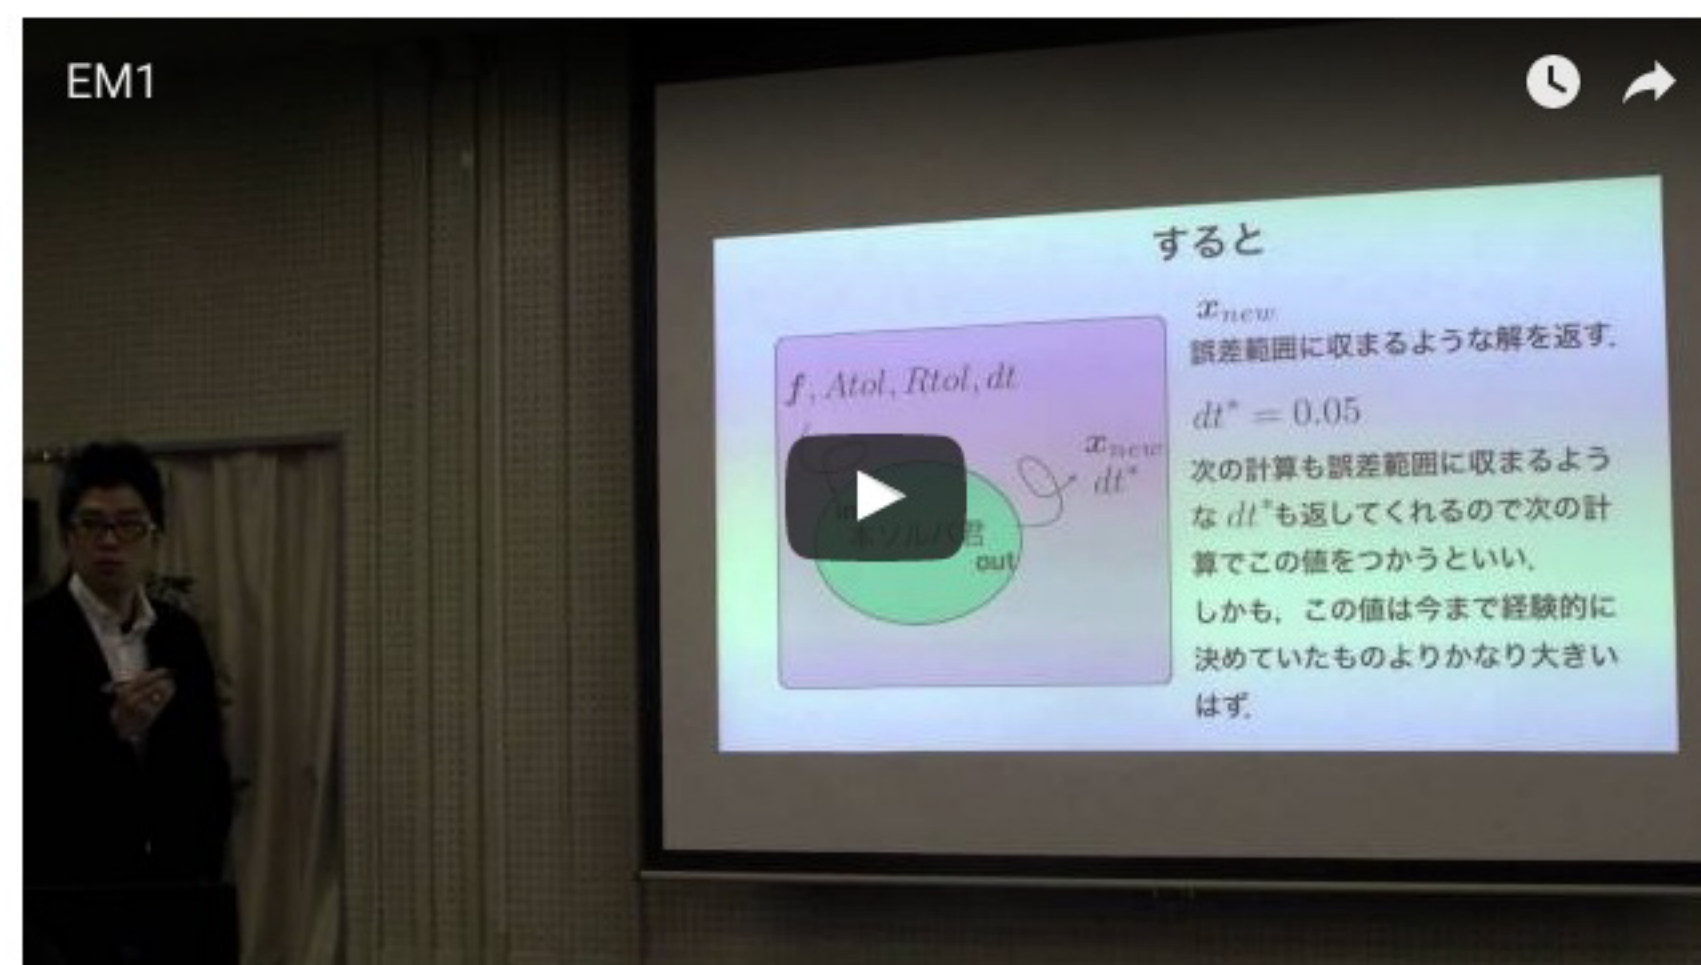 EM1
すると
f, Atol, Rtol, dt
x_new
dt*
本ソルバ君
out
x_new
誤差範囲に収まるような解を返す.
dt* = 0.05
次の計算も誤差範囲に収まるよう
な dt*も返してくれるので次の計
算でこの値をつかうといい.
しかも, この値は今まで経験的に
決めていたものよりかなり大きい
はず.